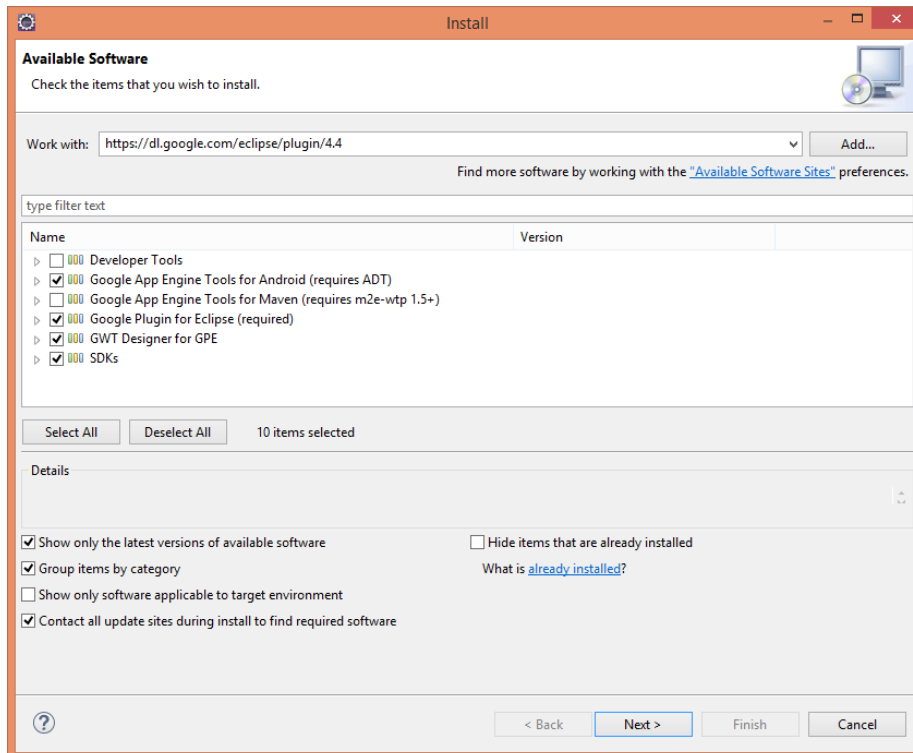 Install
Available Software
Check the items that you wish to install.
Work with: https://dl.google.com/eclipse/plugin/4.4 Add...
Find more software by working with the "Available Software Sites" preferences.
type filter text
Name Version
Developer Tools
Google App Engine Tools for Android (requires ADT)
Google App Engine Tools for Maven (requires m2e-wtp 1.5+)
Google Plugin for Eclipse (required)
GWT Designer for GPE
SDKs
Select All Deselect All 10 items selected
Details
Show only the latest versions of available software Hide items that are already installed
Group items by category What is already installed?
Show only software applicable to target environment
Contact all update sites during install to find required software
? < Back Next > Finish Cancel